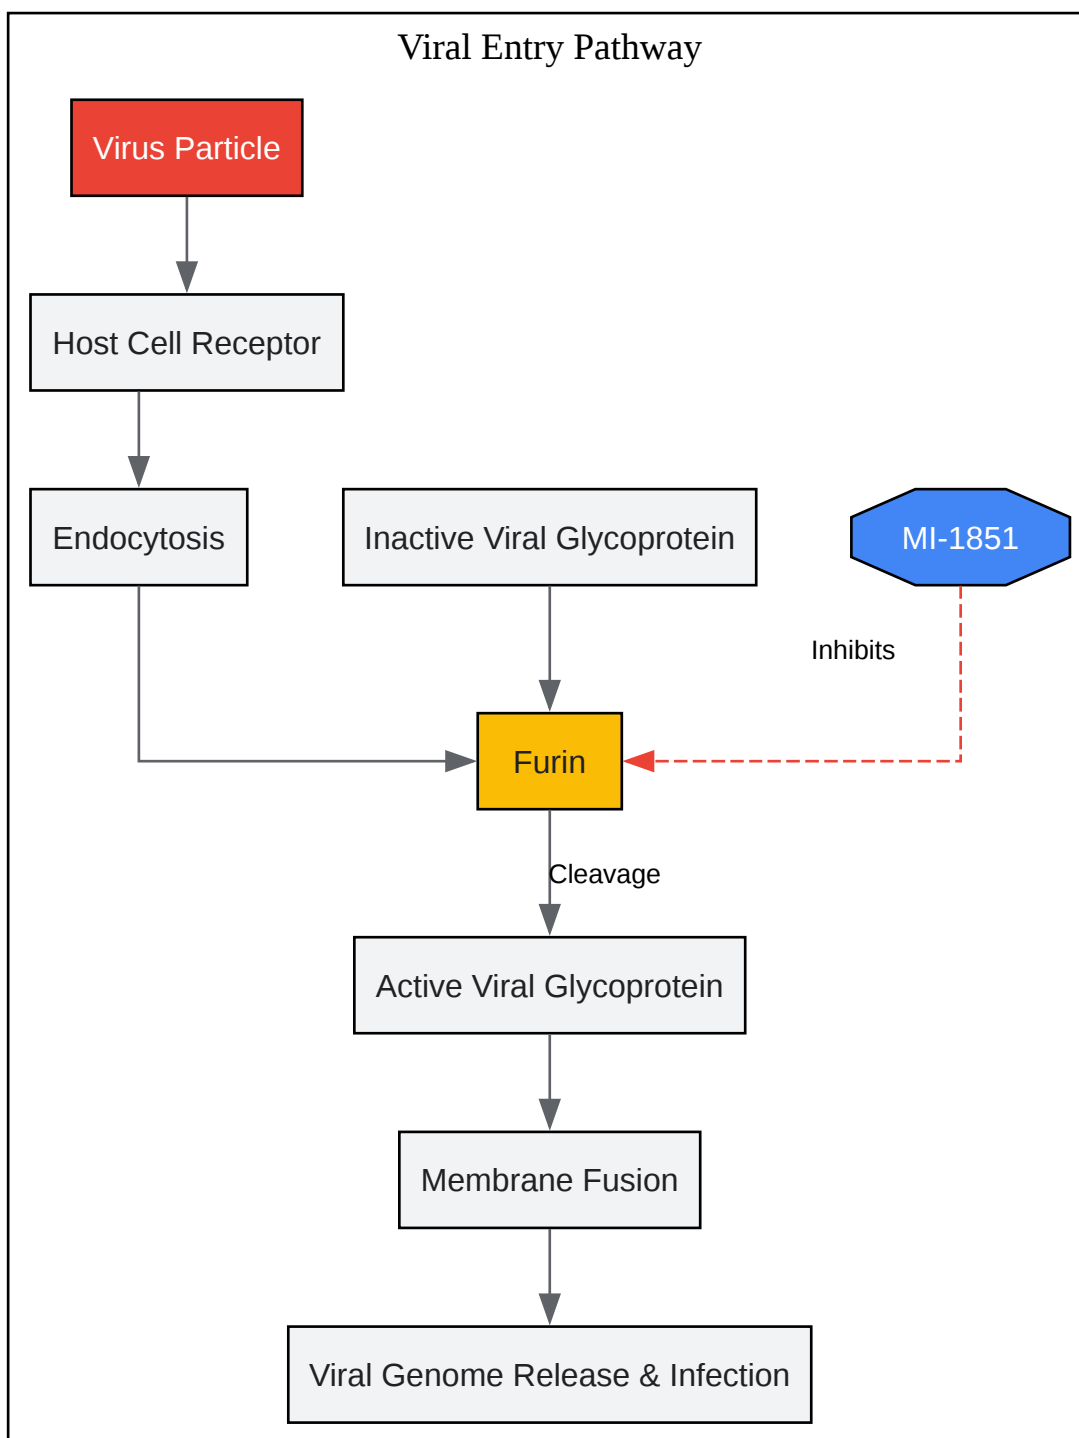 Viral Entry Pathway
Virus Particle
Host Cell Receptor
Endocytosis
Inactive Viral Glycoprotein
MI-1851
Inhibits
Furin
Cleavage
Active Viral Glycoprotein
Membrane Fusion
Viral Genome Release & Infection